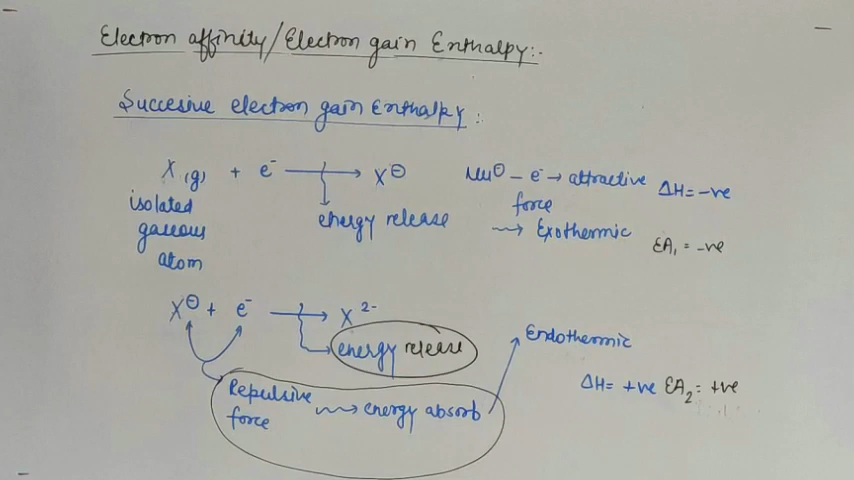 Electron affinity/Electron gain Enthalpy:-
Succesive electron gain Enthalpy:
X (g) + e⁻ → X⊖
isolated gaseous atom
energy release
Nu⊖ – e⁻ → attractive force
ΔH = -ve
⇝ Exothermic
EA₁ = -ve
X⊖ + e⁻ → X²⁻
energy release
Repulsive force ⇝ energy absorb
Endothermic
ΔH = +ve EA₂ = +ve